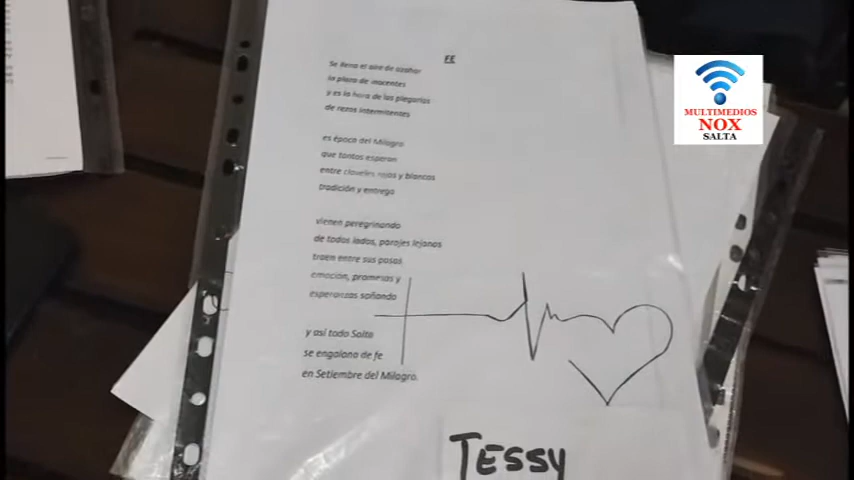 FE
Se llena el aire de azahar
la plaza de inocentes
y es la hora de las plegarias
de rezos intermitentes
es época del Milagro
que tantos esperan
entre claveles rojos y blancos
tradición y entrega
vienen peregrinando
de todos lados, parajes lejanos
traen entre sus pasos
emoción, promesas y
esperanzas soñando
y así toda Salta
se engalana de fe
en Setiembre del Milagro.
TESSY
MULTIMEDIOS
NOX
SALTA